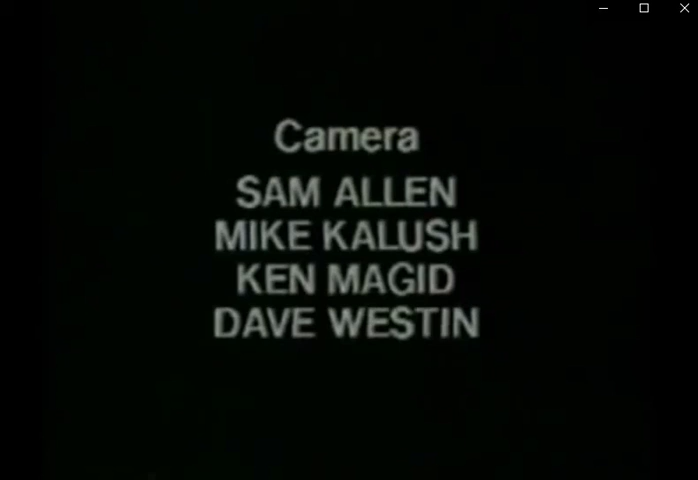 Camera
SAM ALLEN
MIKE KALUSH
KEN MAGID
DAVE WESTIN